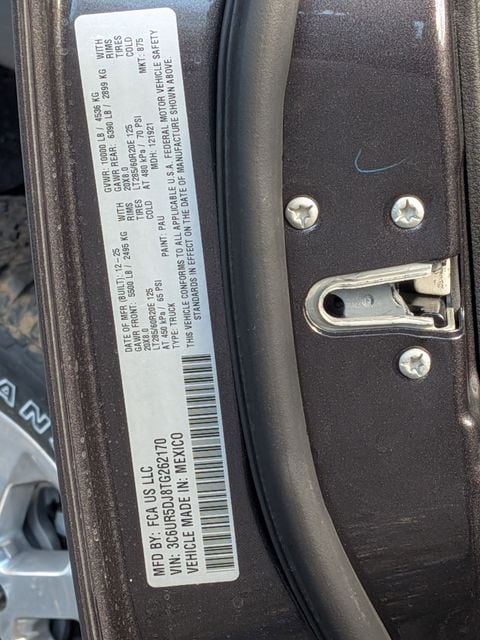 MFD BY: FCA US LLC
VIN: 3C6UR5DJ8TG262170
VEHICLE MADE IN: MEXICO
DATE OF MFR (BUILT): 12-25
GAWR FRONT: 5500 LB / 2495 KG WITH
20X8.0 RIMS
LT285/60R20E 125 TIRES
AT 450 kPa / 65 PSI COLD
TYPE: TRUCK PAINT: PAU
GVWR: 10000 LB / 4536 KG
GAWR REAR: 6390 LB / 2899 KG WITH
20X8.0 RIMS
LT285/60R20E 125 TIRES
AT 480 kPa / 70 PSI COLD
MDH: 121921 MKT: 875
THIS VEHICLE CONFORMS TO ALL APPLICABLE U.S.A. FEDERAL MOTOR VEHICLE SAFETY
STANDARDS IN EFFECT ON THE DATE OF MANUFACTURE SHOWN ABOVE.